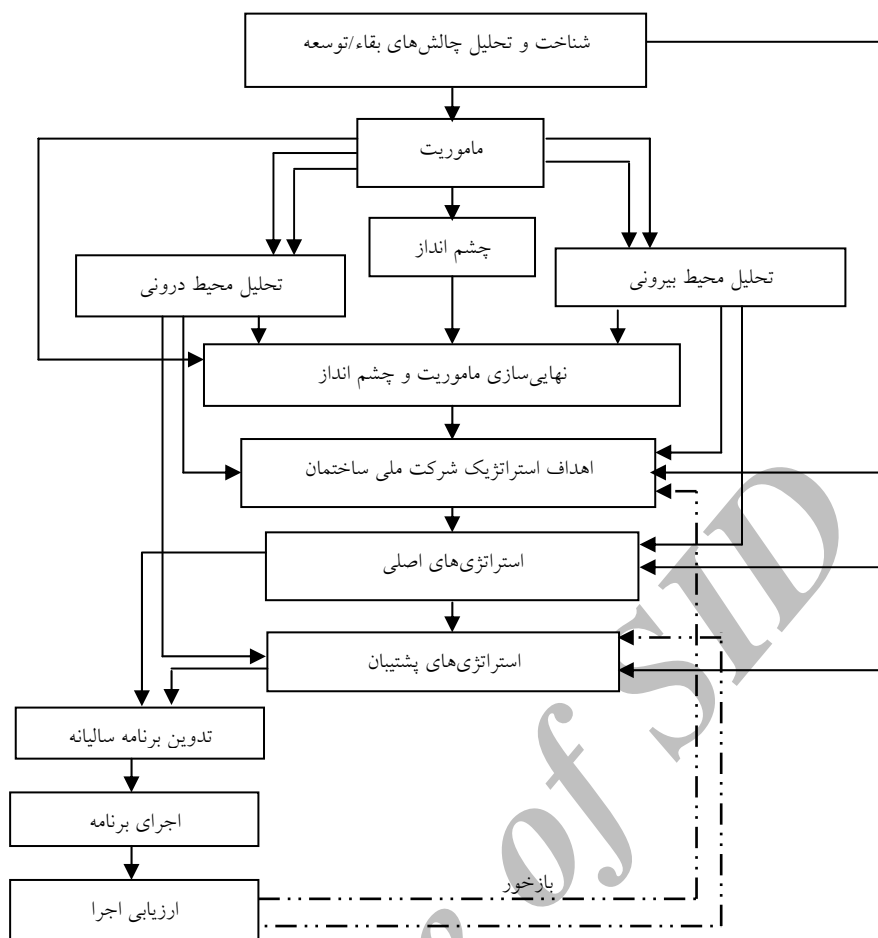 شناخت و تحلیل چالش‌های بقاء/توسعه
ماموریت
چشم انداز
تحلیل محیط بیرونی
تحلیل محیط درونی
نهایی‌سازی ماموریت و چشم انداز
اهداف استراتژیک شرکت ملی ساختمان
استراتژی‌های اصلی
استراتژی‌های پشتیبان
تدوین برنامه سالیانه
اجرای برنامه
ارزیابی اجرا
بازخور
of SID